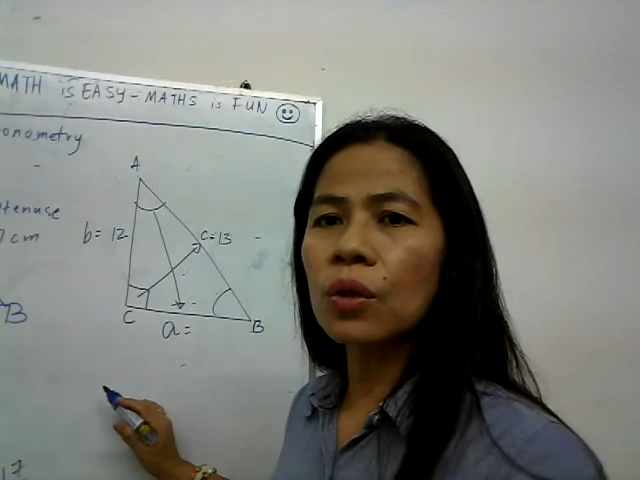 MATH is EASY - MATHS is FUN
onometry
A
tenuse
b = 12
c = 13
cm
B
C
B
a =